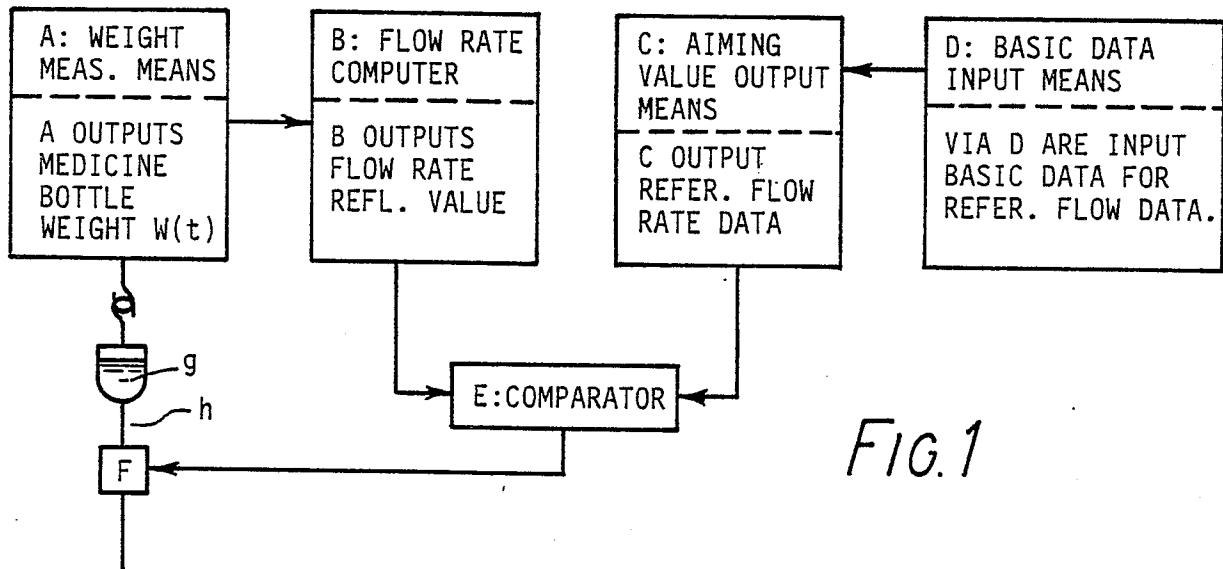 A: WEIGHT
MEAS. MEANS
A OUTPUTS
MEDICINE
BOTTLE
WEIGHT W(t)
B: FLOW RATE
COMPUTER
B OUTPUTS
FLOW RATE
REFL. VALUE
C: AIMING
VALUE OUTPUT
MEANS
C OUTPUT
REFER. FLOW
RATE DATA
D: BASIC DATA
INPUT MEANS
VIA D ARE INPUT
BASIC DATA FOR
REFER. FLOW DATA.
g
h
E:COMPARATOR
F
FIG.1